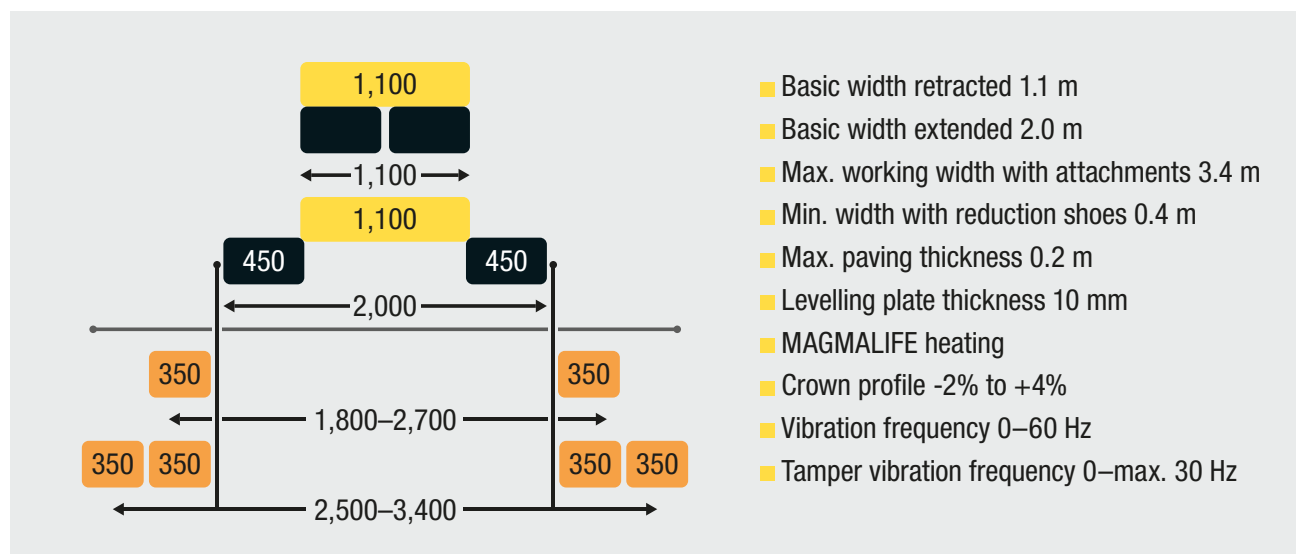 1,100
1,100
1,100
450 450
2,000
350 350
1,800–2,700
350 350 350 350
2,500–3,400
Basic width retracted 1.1 m
Basic width extended 2.0 m
Max. working width with attachments 3.4 m
Min. width with reduction shoes 0.4 m
Max. paving thickness 0.2 m
Levelling plate thickness 10 mm
MAGMALIFE heating
Crown profile -2% to +4%
Vibration frequency 0–60 Hz
Tamper vibration frequency 0–max. 30 Hz